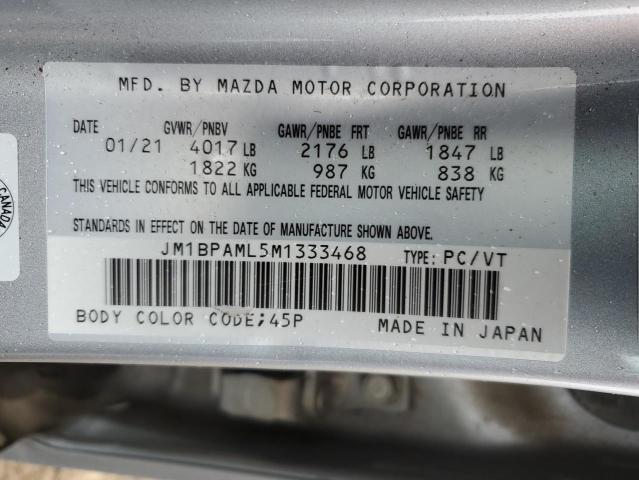 MFD. BY MAZDA MOTOR CORPORATION
DATE GVWR/PNBV GAWR/PNBE FRT GAWR/PNBE RR
01/21 4017 LB 2176 LB 1847 LB
1822 KG 987 KG 838 KG
THIS VEHICLE CONFORMS TO ALL APPLICABLE FEDERAL MOTOR VEHICLE SAFETY
STANDARDS IN EFFECT ON THE DATE OF MANUFACTURE SHOWN ABOVE.
JM1BPAML5M1333468 TYPE: PC/VT
BODY COLOR CODE;45P MADE IN JAPAN
CANADA